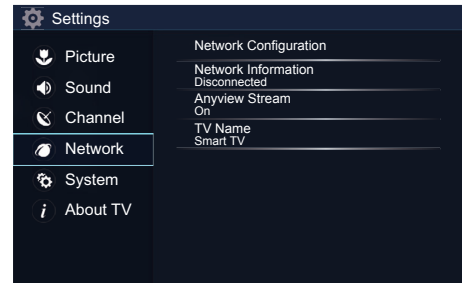 Settings
Picture
Sound
Channel
Network
System
About TV
Network Configuration
Network Information
Disconnected
Anyview Stream
On
TV Name
Smart TV